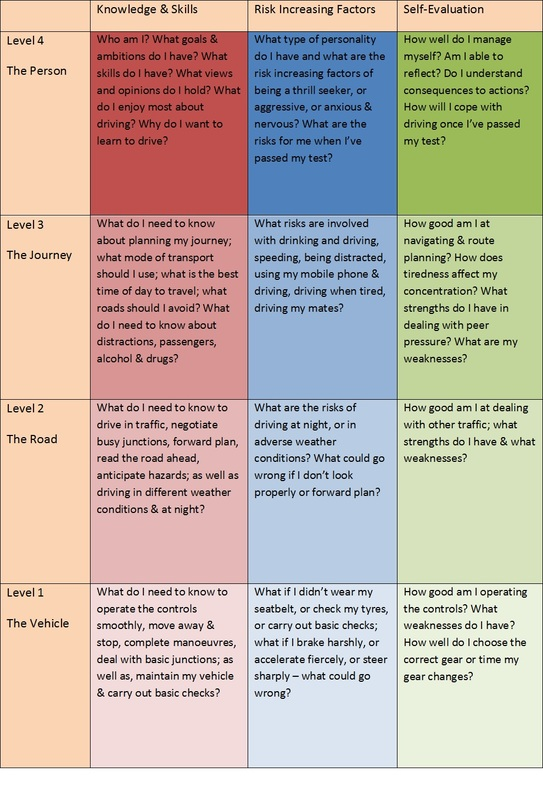 Knowledge & Skills
Risk Increasing Factors
Self-Evaluation
Level 4
The Person
Who am I? What goals &
ambitions do I have? What
skills do I have? What views
and opinions do I hold? What
do I enjoy most about
driving? Why do I want to
learn to drive?
What type of personality
do I have and what are the
risk increasing factors of
being a thrill seeker, or
aggressive, or anxious &
nervous? What are the
risks for me when I've
passed my test?
How well do I manage
myself? Am I able to
reflect? Do I understand
consequences to actions?
How will I cope with
driving once I've passed
my test?
Level 3
The Journey
What do I need to know
about planning my journey;
what mode of transport
should I use; what is the best
time of day to travel; what
roads should I avoid? What
do I need to know about
distractions, passengers,
alcohol & drugs?
What risks are involved
with drinking and driving,
speeding, being distracted,
using my mobile phone &
driving, driving when tired,
driving my mates?
How good am I at
navigating & route
planning? How does
tiredness affect my
concentration? What
strengths do I have in
dealing with peer
pressure? What are my
weaknesses?
Level 2
The Road
What do I need to know to
drive in traffic, negotiate
busy junctions, forward plan,
read the road ahead,
anticipate hazards; as well as
driving in different weather
conditions & at night?
What are the risks of
driving at night, or in
adverse weather
conditions? What could go
wrong if I don't look
properly or forward plan?
How good am I at dealing
with other traffic; what
strengths do I have & what
weaknesses?
Level 1
The Vehicle
What do I need to know to
operate the controls
smoothly, move away &
stop, complete manoeuvres,
deal with basic junctions; as
well as, maintain my vehicle
& carry out basic checks?
What if I didn't wear my
seatbelt, or check my tyres,
or carry out basic checks;
what if I brake harshly, or
accelerate fiercely, or steer
sharply – what could go
wrong?
How good am I operating
the controls? What
weaknesses do I have?
How well do I choose the
correct gear or time my
gear changes?